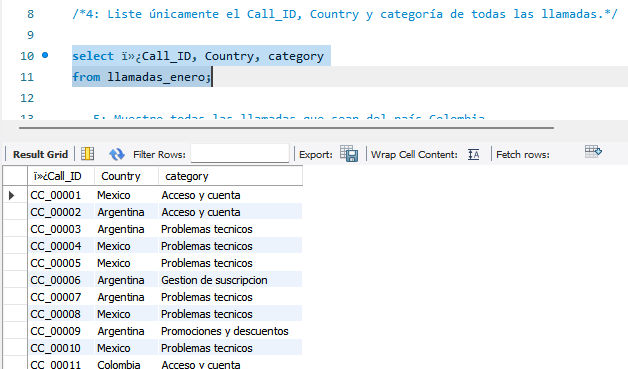 8 /*4: Liste únicamente el Call_ID, Country y categoría de todas las llamadas.*/
9
10 select ï»¿Call_ID, Country, category
11 from llamadas_enero;
12
13 5: Muestre todas las llamadas que sean del país Colombia
Result Grid Filter Rows: Export: Wrap Cell Content: Fetch rows:
ï»¿Call_ID Country category
CC_00001 Mexico Acceso y cuenta
CC_00002 Argentina Acceso y cuenta
CC_00003 Argentina Problemas tecnicos
CC_00004 Mexico Problemas tecnicos
CC_00005 Mexico Problemas tecnicos
CC_00006 Argentina Gestion de suscripcion
CC_00007 Argentina Problemas tecnicos
CC_00008 Mexico Problemas tecnicos
CC_00009 Argentina Promociones y descuentos
CC_00010 Mexico Problemas tecnicos
CC_00011 Colombia Acceso y cuenta